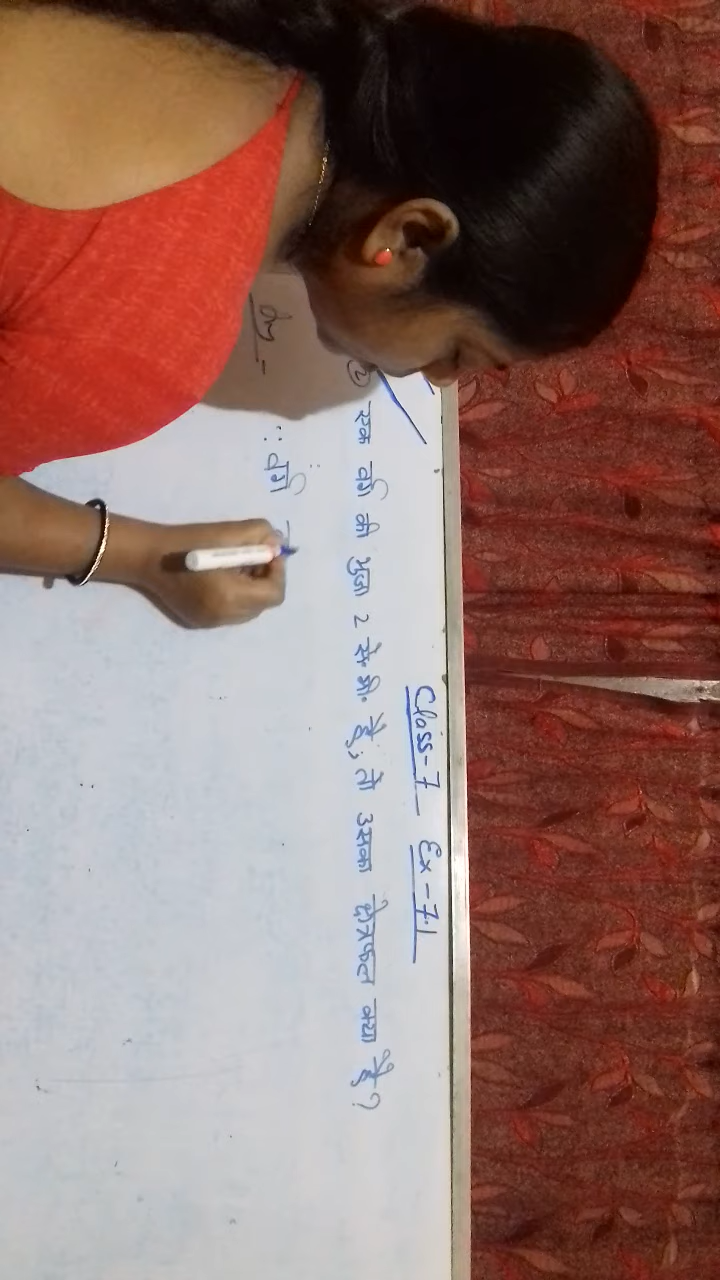 Class-7 Ex-7.1
② एक वर्ग की भुजा 2 से॰मी॰ है, तो उसका क्षेत्रफल क्या है?
∵ वर्ग